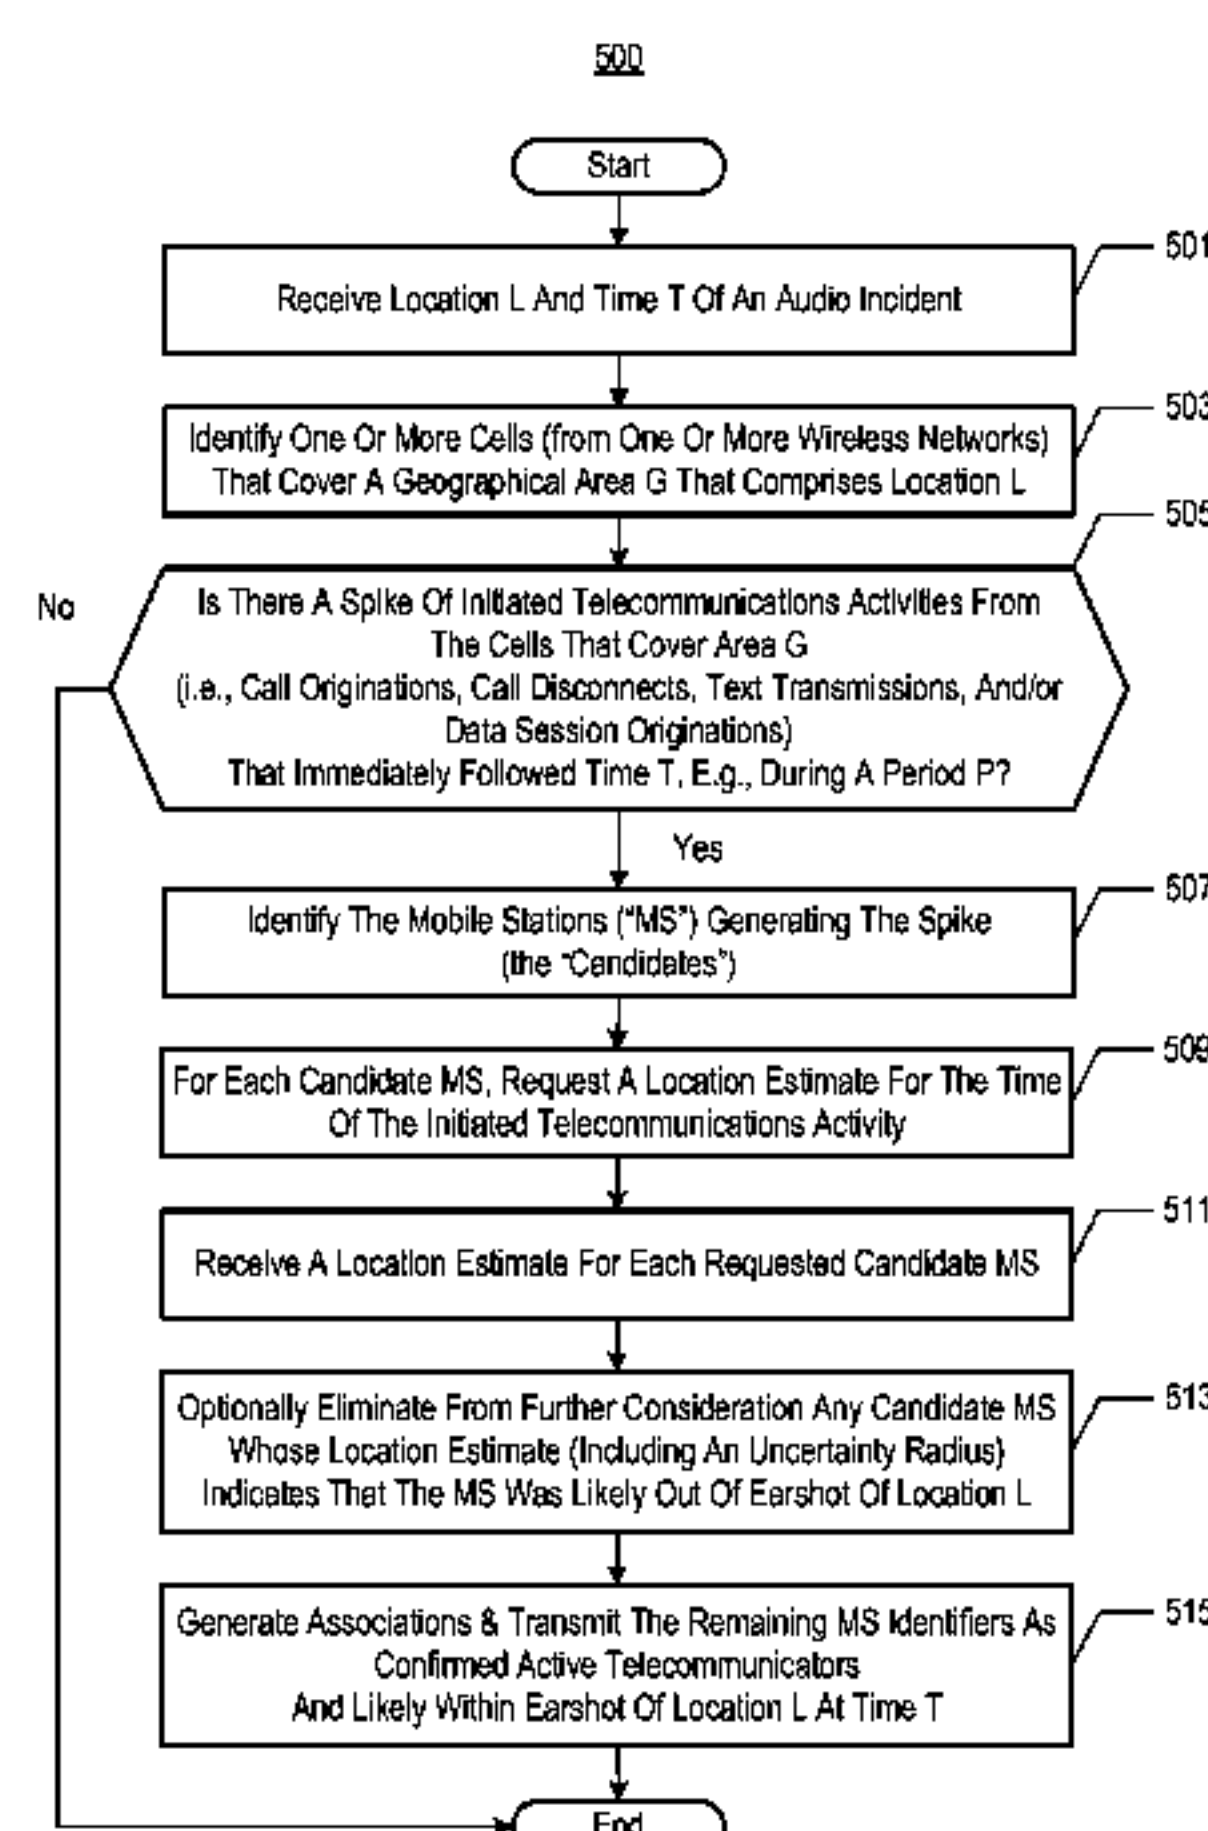 500
Start
501
Receive Location L And Time T Of An Audio Incident
503
Identify One Or More Cells (from One Or More Wireless Networks)
That Cover A Geographical Area G That Comprises Location L
505
No
Is There A Spike Of Initiated Telecommunications Activities From
The Cells That Cover Area G
(i.e., Call Originations, Call Disconnects, Text Transmissions, And/or
Data Session Originations)
That Immediately Followed Time T, E.g., During A Period P?
Yes
507
Identify The Mobile Stations ("MS") Generating The Spike
(the "Candidates")
509
For Each Candidate MS, Request A Location Estimate For The Time
Of The Initiated Telecommunications Activity
511
Receive A Location Estimate For Each Requested Candidate MS
513
Optionally Eliminate From Further Consideration Any Candidate MS
Whose Location Estimate (Including An Uncertainty Radius)
Indicates That The MS Was Likely Out Of Earshot Of Location L
515
Generate Associations & Transmit The Remaining MS Identifiers As
Confirmed Active Telecommunicators
And Likely Within Earshot Of Location L At Time T
End